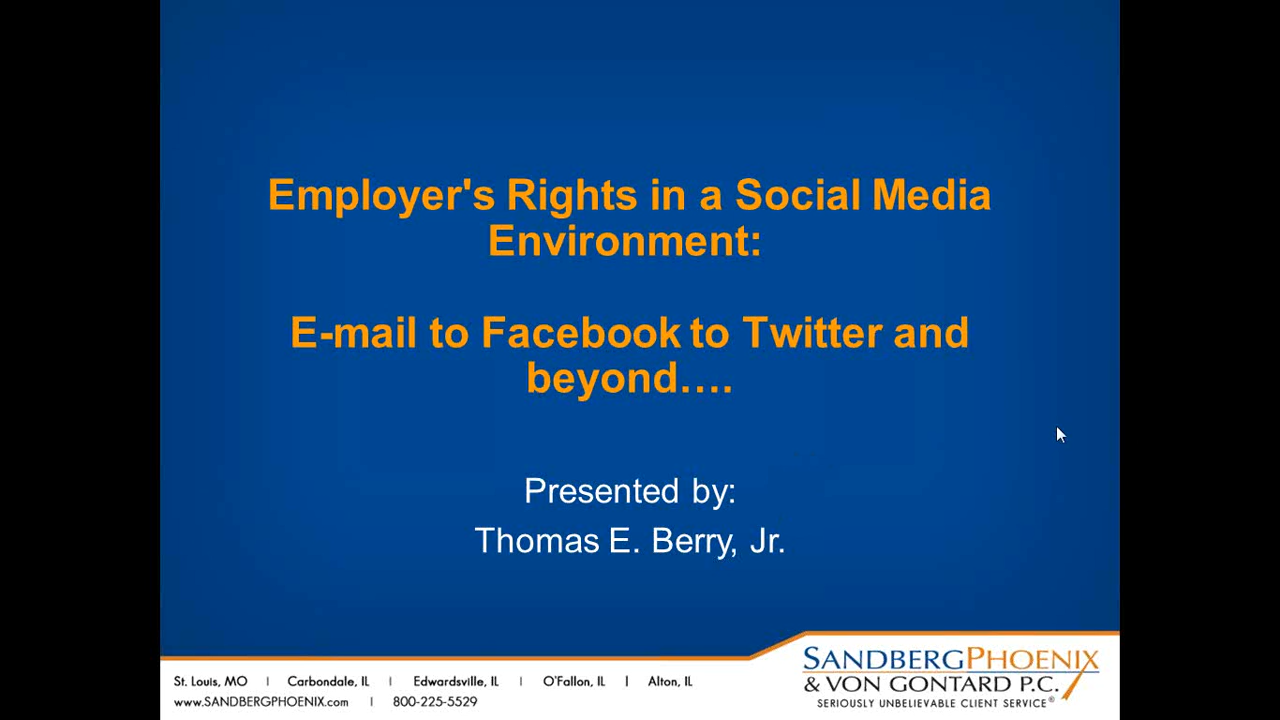 Employer's Rights in a Social Media
Environment:
E-mail to Facebook to Twitter and
beyond….
Presented by:
Thomas E. Berry, Jr.
St. Louis, MO | Carbondale, IL | Edwardsville, IL | O'Fallon, IL | Alton, IL
www.SANDBERGPHOENIX.com | 800-225-5529
SANDBERGPHOENIX
& VON GONTARD P.C.
SERIOUSLY UNBELIEVABLE CLIENT SERVICE®